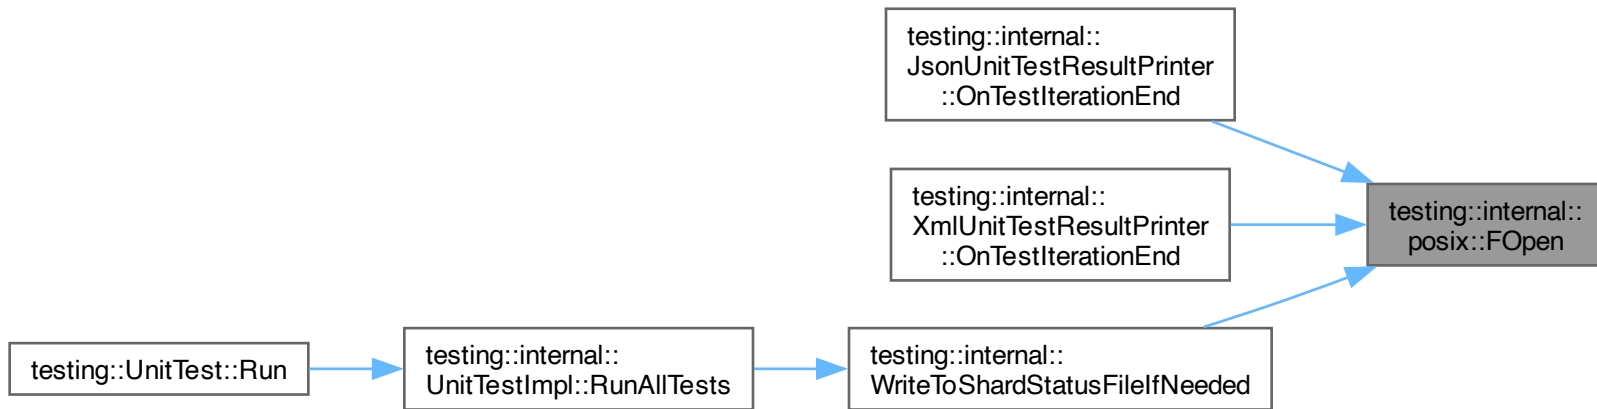 testing::internal::
JsonUnitTestResultPrinter
::OnTestIterationEnd
testing::internal::
XmlUnitTestResultPrinter
::OnTestIterationEnd
testing::internal::
posix::FOpen
testing::UnitTest::Run
testing::internal::
UnitTestImpl::RunAllTests
testing::internal::
WriteToShardStatusFileIfNeeded